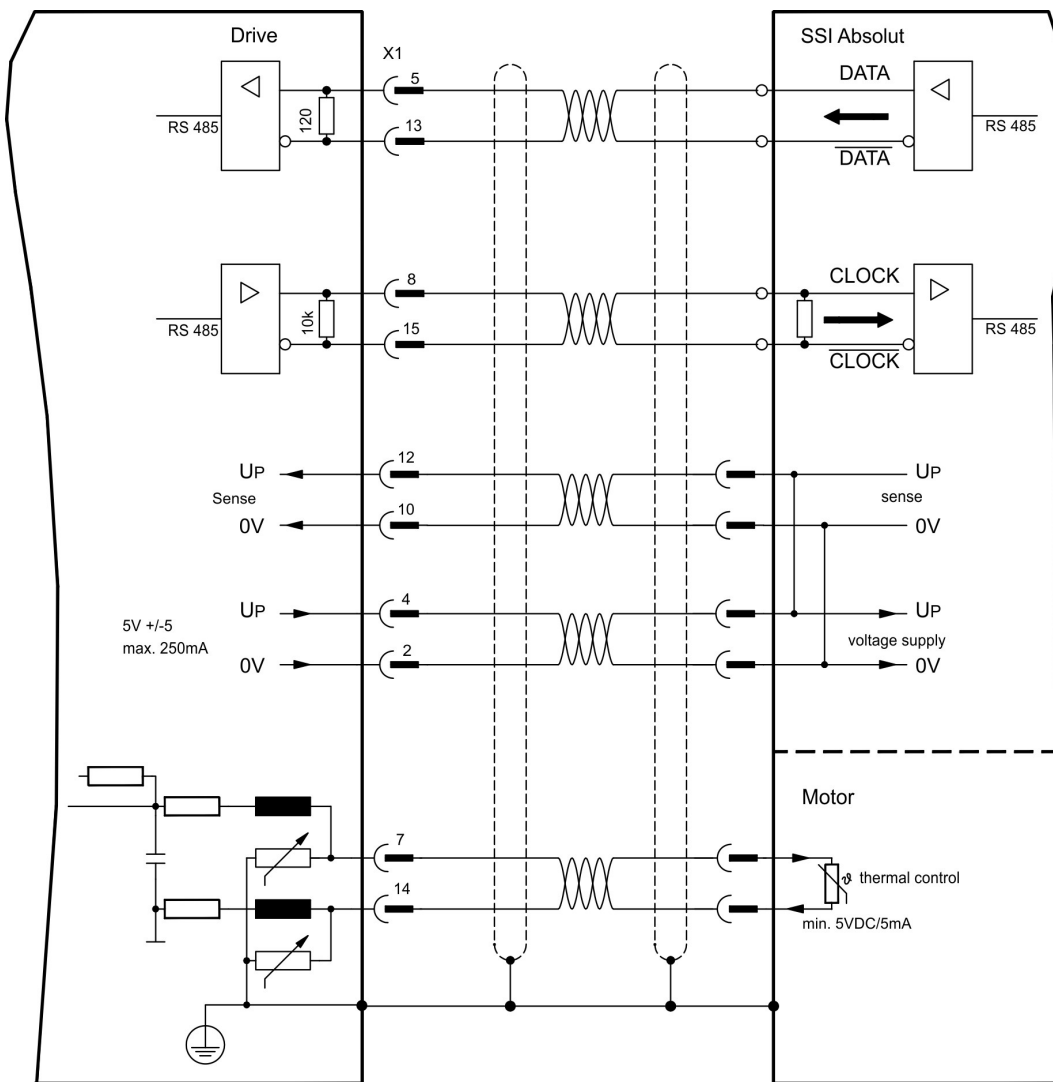 Drive
X1
SSI Absolut
5
DATA
RS 485
120
RS 485
13
DATA
8
CLOCK
RS 485
10k
RS 485
15
CLOCK
12
UP
UP
Sense
sense
10
0V
0V
4
UP
UP
5V +/-5
max. 250mA
voltage supply
2
0V
0V
Motor
7
ϑ thermal control
14
min. 5VDC/5mA